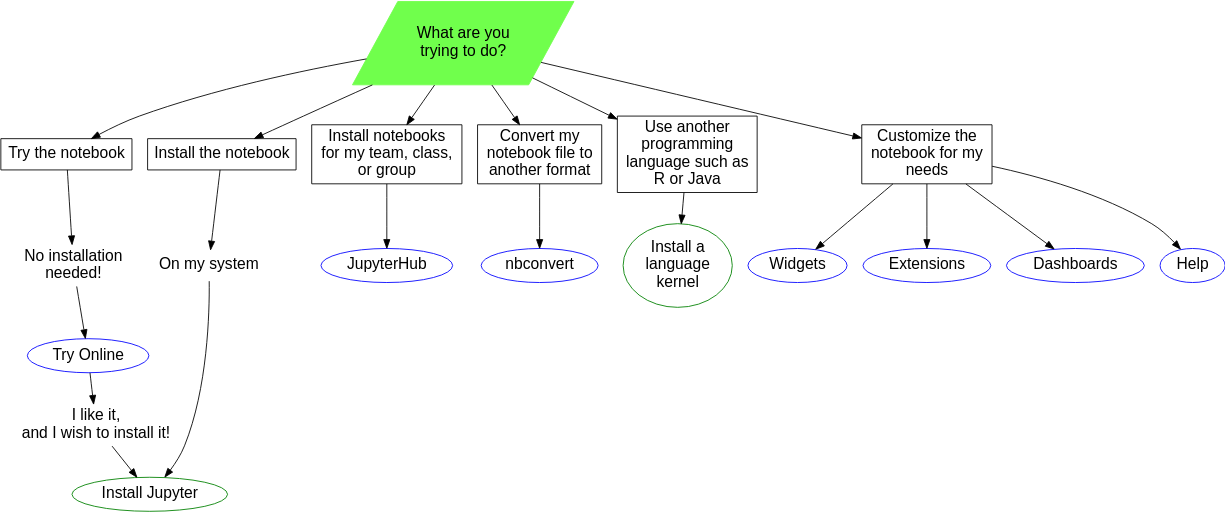 What are you
trying to do?
Try the notebook
Install the notebook
Install notebooks
for my team, class,
or group
Convert my
notebook file to
another format
Use another
programming
language such as
R or Java
Customize the
notebook for my
needs
No installation
needed!
On my system
JupyterHub
nbconvert
Install a
language
kernel
Widgets
Extensions
Dashboards
Help
Try Online
I like it,
and I wish to install it!
Install Jupyter